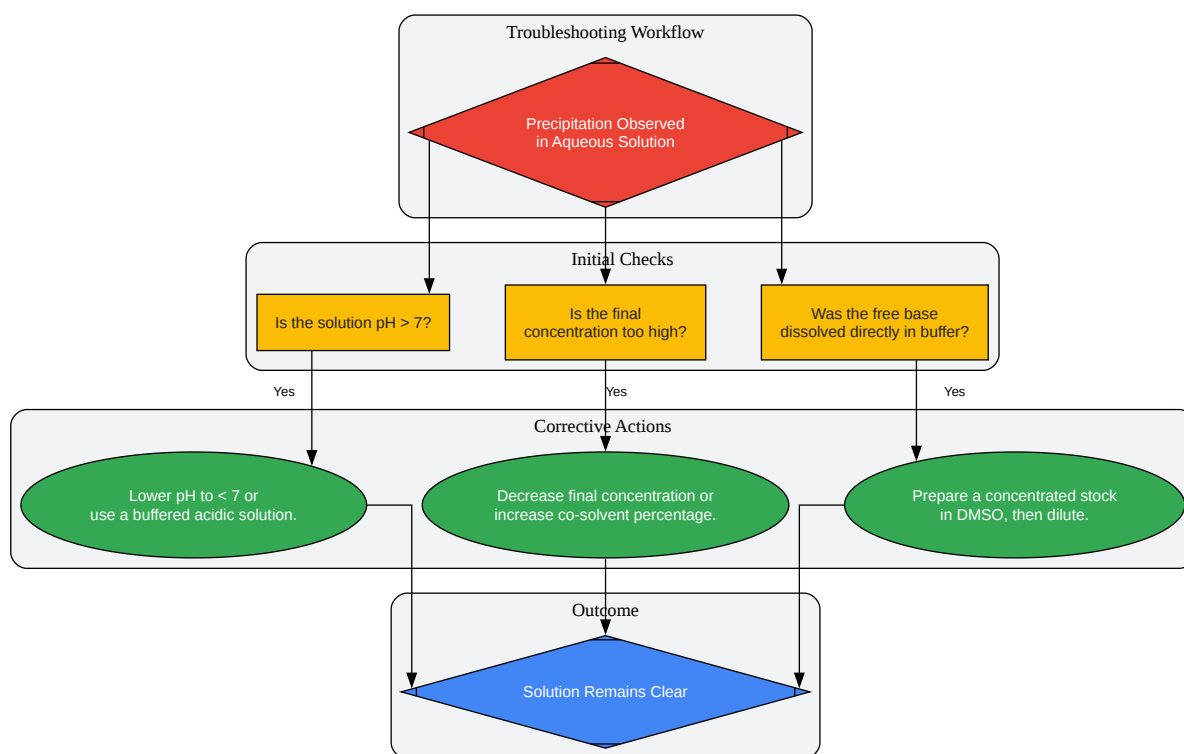 Troubleshooting Workflow
Precipitation Observed
in Aqueous Solution
Initial Checks
Is the solution pH > 7?
Is the final
concentration too high?
Was the free base
dissolved directly in buffer?
Yes
Yes
Yes
Corrective Actions
Lower pH to < 7 or
use a buffered acidic solution.
Decrease final concentration or
increase co-solvent percentage.
Prepare a concentrated stock
in DMSO, then dilute.
Outcome
Solution Remains Clear